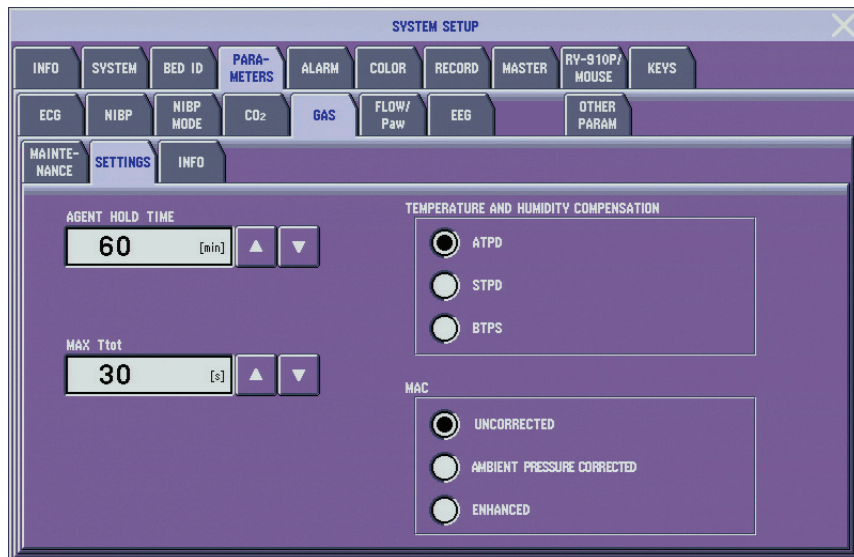 SYSTEM SETUP
INFO SYSTEM BED ID PARA-METERS ALARM COLOR RECORD MASTER RY-910P/MOUSE KEYS
ECG NIBP NIBP MODE CO₂ GAS FLOW/Paw EEG OTHER PARAM
MAINTE-NANCE SETTINGS INFO
AGENT HOLD TIME
60 [min]
MAX Ttot
30 [s]
TEMPERATURE AND HUMIDITY COMPENSATION
ATPD
STPD
BTPS
MAC
UNCORRECTED
AMBIENT PRESSURE CORRECTED
ENHANCED